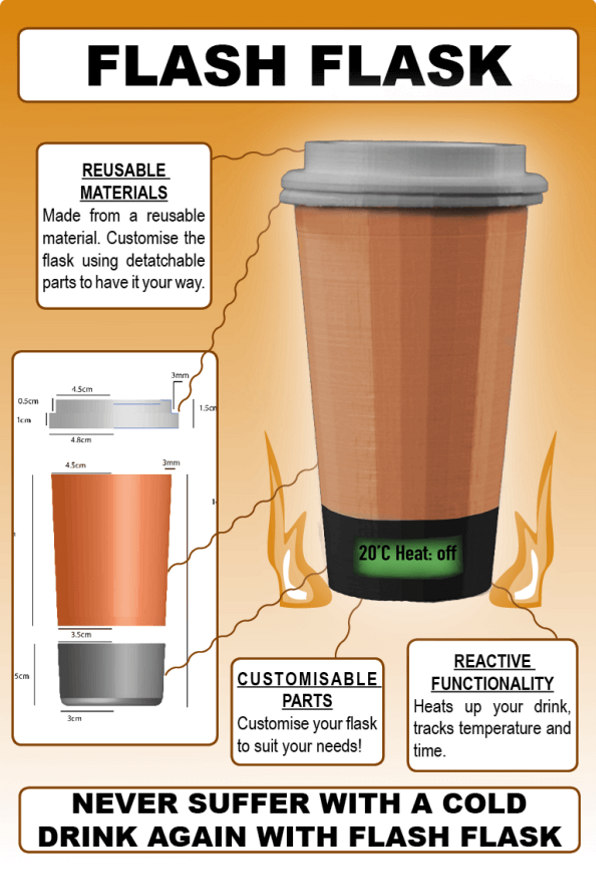 FLASH FLASK
REUSABLE
MATERIALS
Made from a reusable
material. Customise the
flask using detatchable
parts to have it your way.
3mm
4.5cm
0.5cm
1cm
4.8cm
4.5cm
3mm
3.5cm
5cm
3cm
20°C Heat: off
CUSTOMISABLE
PARTS
Customise your flask
to suit your needs!
REACTIVE
FUNCTIONALITY
Heats up your drink,
tracks temperature and
time.
NEVER SUFFER WITH A COLD
DRINK AGAIN WITH FLASH FLASK